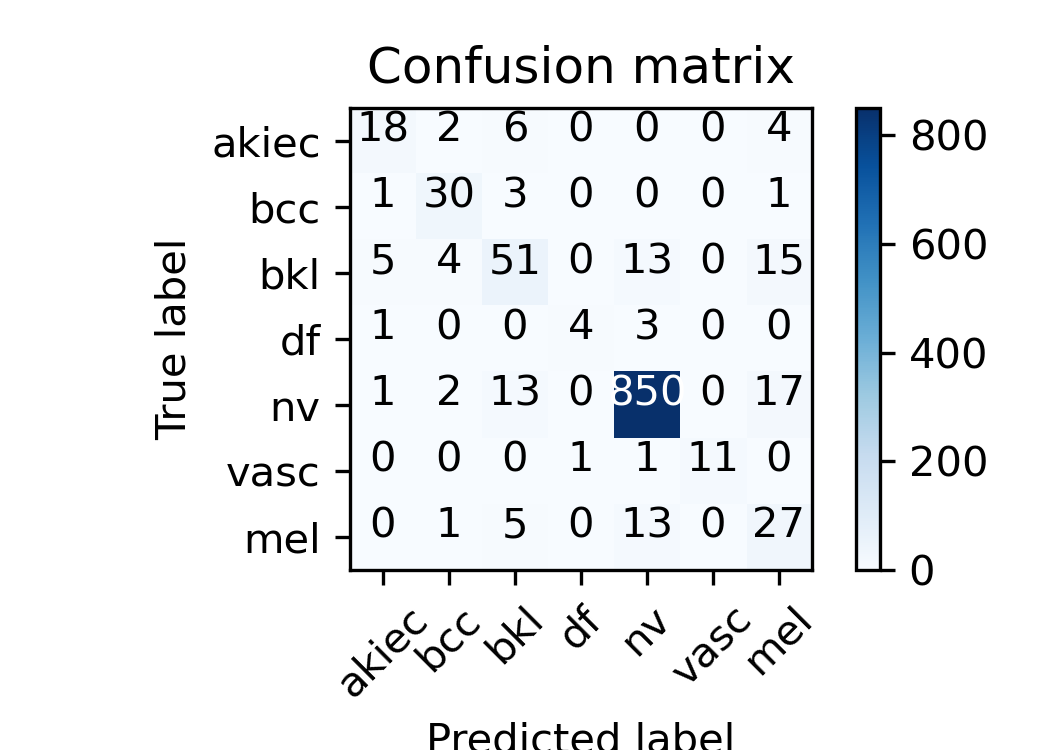 Confusion matrix
akiec 18 2 6 0 0 0 4
bcc 1 30 3 0 0 0 1
bkl 5 4 51 0 13 0 15
df 1 0 0 4 3 0 0
nv 1 2 13 0 850 0 17
vasc 0 0 0 1 1 11 0
mel 0 1 5 0 13 0 27
True label
akiec bcc bkl df nv vasc mel
Predicted label
800
600
400
200
0